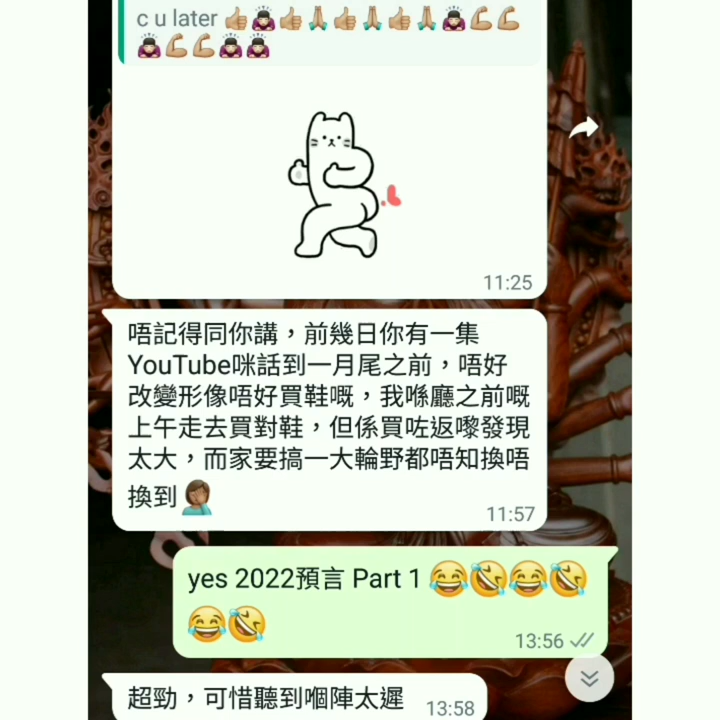 c u later 👍🏼🙇🏻‍♀️👍🏼🙏🏼👍🏼🙏🏼👍🏼🙏🏼🙇🏻‍♀️💪🏼💪🏼
🙇🏻‍♀️💪🏼💪🏼🙇🏻‍♀️🙇🏻‍♀️
11:25
唔記得同你講，前幾日你有一集
YouTube咪話到一月尾之前，唔好
改變形像唔好買鞋嘅，我喺廳之前嘅
上午走去買對鞋，但係買咗返嚟發現
太大，而家要搞一大輪野都唔知換唔
換到🤦🏽‍♀️
11:57
yes 2022預言 Part 1 😂🤣😂🤣
😂🤣
13:56
超勁，可惜聽到嗰陣太遲
13:58